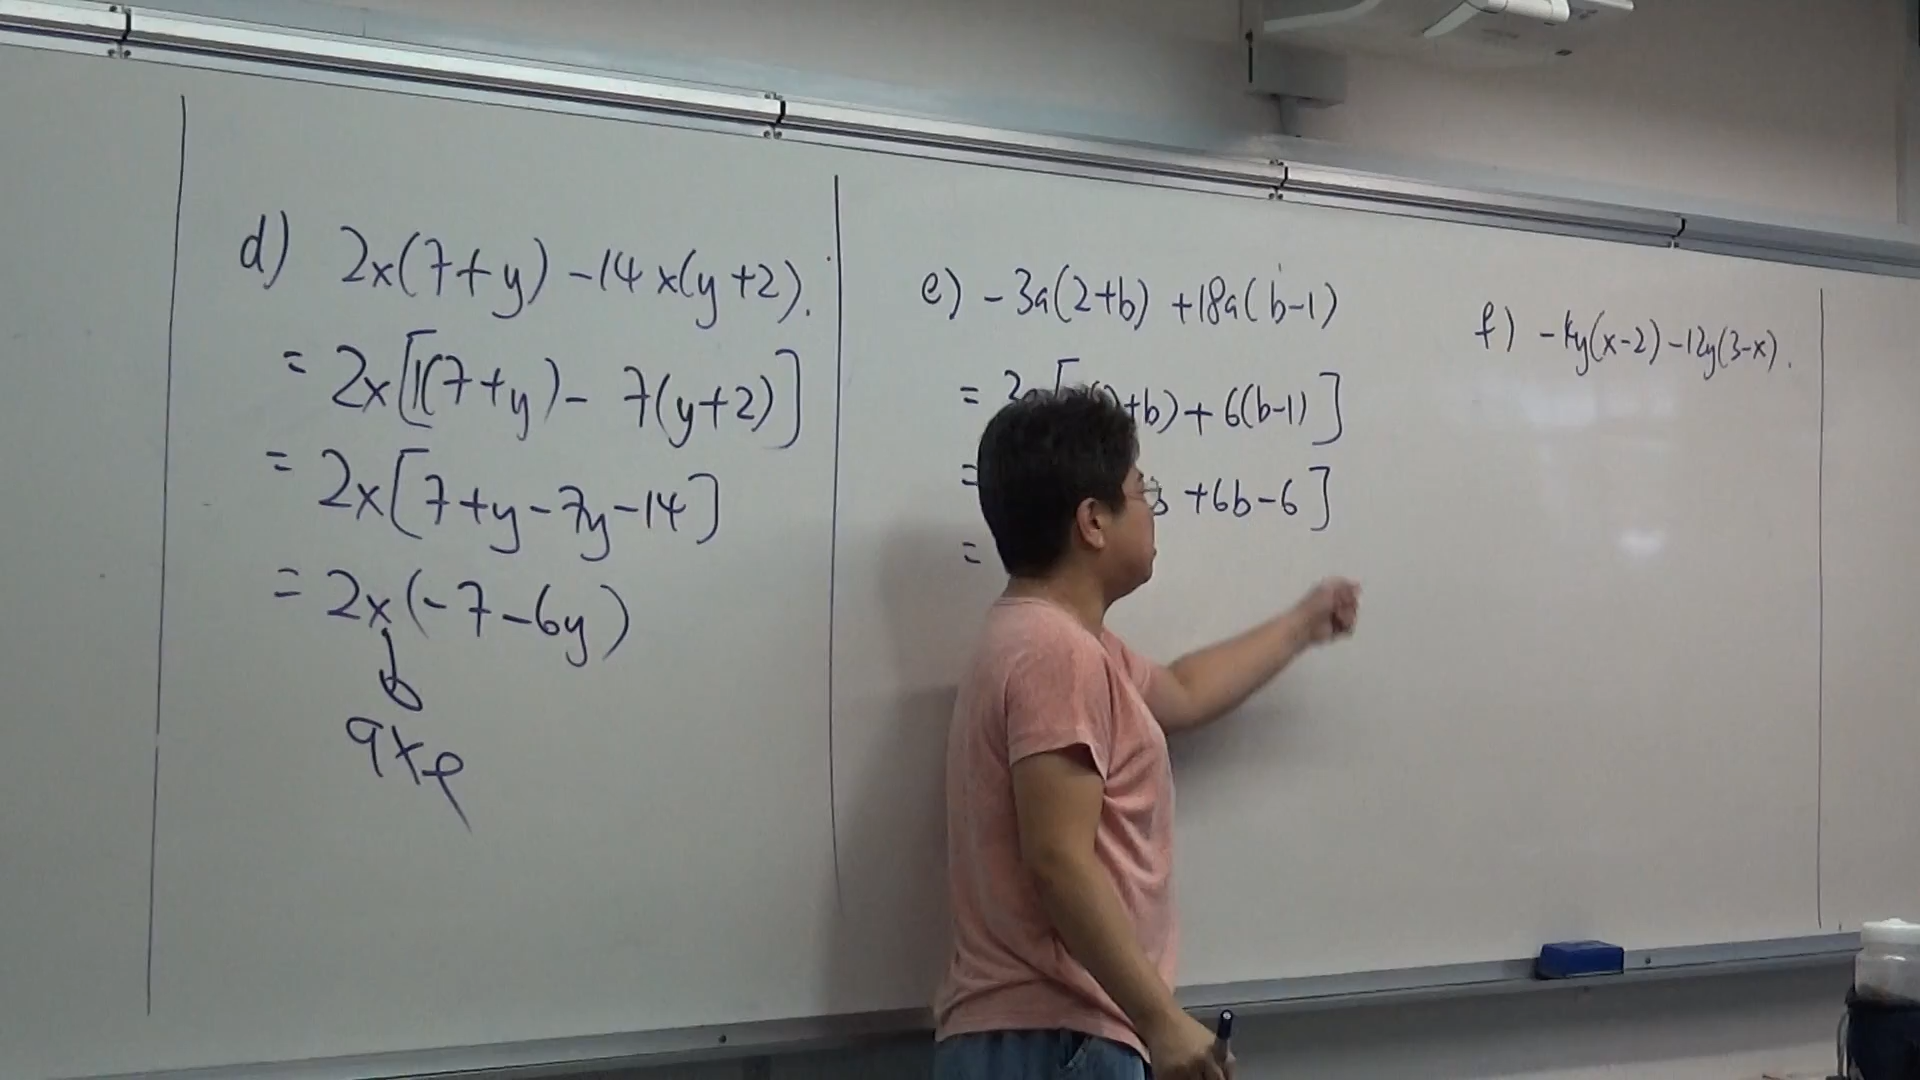 d) 2x(7+y) -14x(y+2).
= 2x[1(7+y) - 7(y+2)]
= 2x[7+y-7y-14]
= 2x(-7-6y)
e) -3a(2+b) +18a(b-1)
= +b) + 6(b-1)]
= +6b-6]
=
f) -ky(x-2) -12y(3-x).